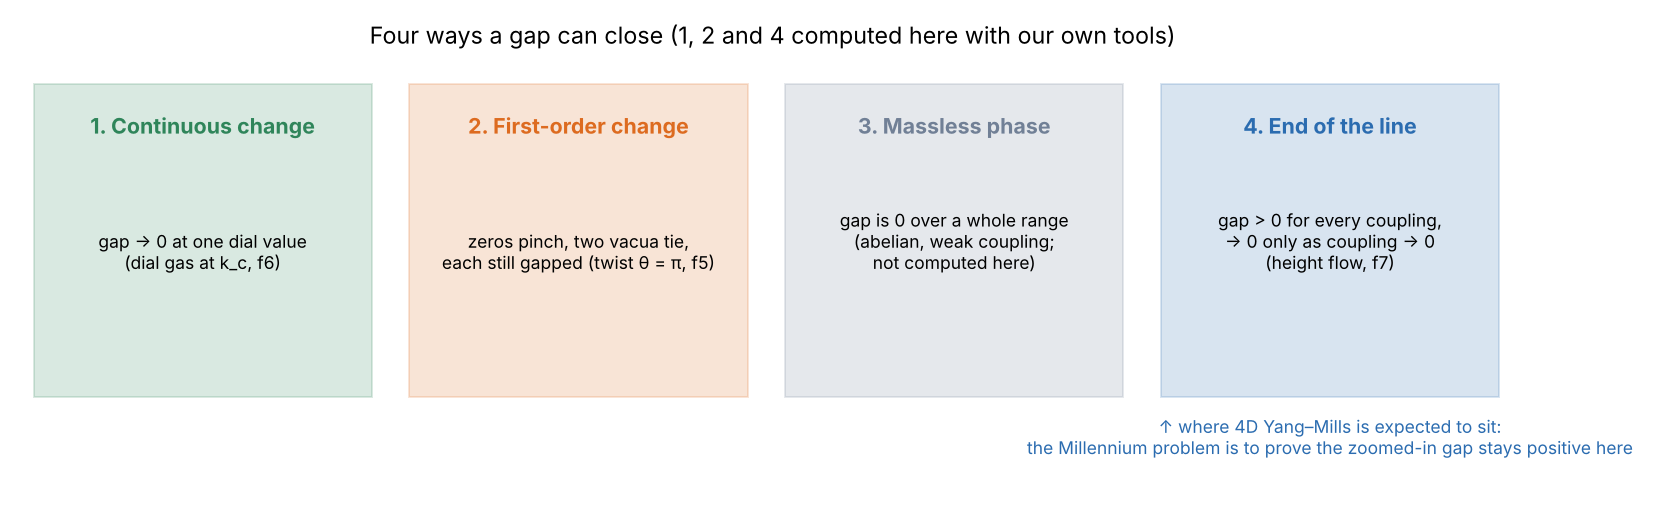 Four ways a gap can close (1, 2 and 4 computed here with our own tools)
1. Continuous change
gap → 0 at one dial value
(dial gas at k_c, f6)
2. First-order change
zeros pinch, two vacua tie,
each still gapped (twist θ = π, f5)
3. Massless phase
gap is 0 over a whole range
(abelian, weak coupling;
not computed here)
4. End of the line
gap > 0 for every coupling,
→ 0 only as coupling → 0
(height flow, f7)
↑ where 4D Yang–Mills is expected to sit:
the Millennium problem is to prove the zoomed-in gap stays positive here